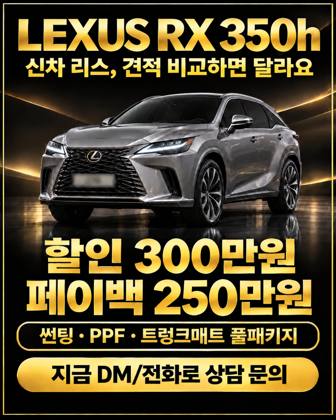 LEXUS RX 350h
신차 리스, 견적 비교하면 달라요
할인 300만원
페이백 250만원
썬팅 · PPF · 트렁크매트 풀패키지
지금 DM/전화로 상담 문의